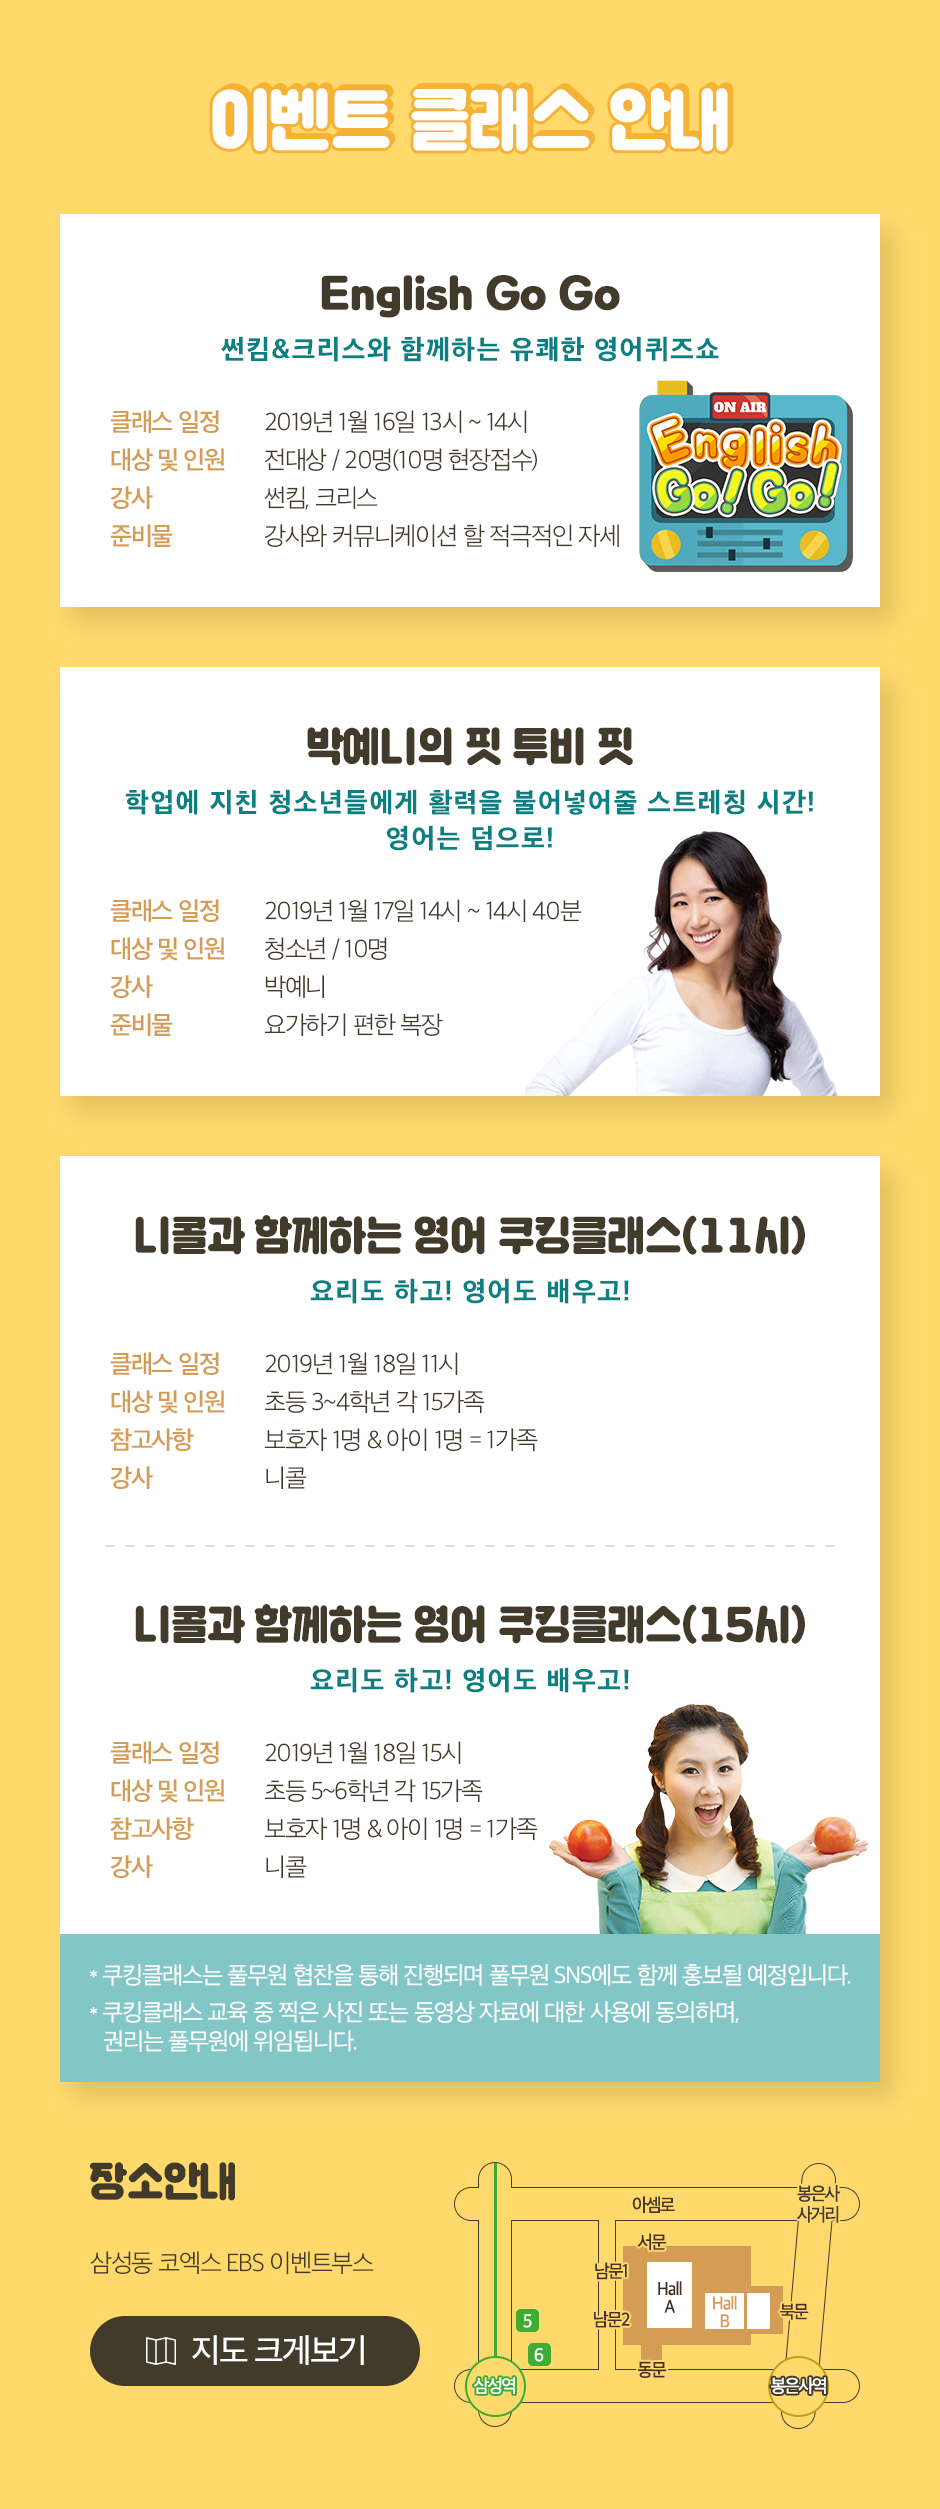 이벤트 클래스 안내
English Go Go
썬킴&크리스와 함께하는 유쾌한 영어퀴즈쇼
클래스 일정 2019년 1월 16일 13시 ~ 14시
대상 및 인원 전대상 / 20명(10명 현장접수)
강사 썬킴, 크리스
준비물 강사와 커뮤니케이션 할 적극적인 자세
ON AIR
English
Go! Go!
박예니의 핏 투비 핏
학업에 지친 청소년들에게 활력을 불어넣어줄 스트레칭 시간!
영어는 덤으로!
클래스 일정 2019년 1월 17일 14시 ~ 14시 40분
대상 및 인원 청소년 / 10명
강사 박예니
준비물 요가하기 편한 복장
니콜과 함께하는 영어 쿠킹클래스(11시)
요리도 하고! 영어도 배우고!
클래스 일정 2019년 1월 18일 11시
대상 및 인원 초등 3~4학년 각 15가족
참고사항 보호자 1명 & 아이 1명 = 1가족
강사 니콜
니콜과 함께하는 영어 쿠킹클래스(15시)
요리도 하고! 영어도 배우고!
클래스 일정 2019년 1월 18일 15시
대상 및 인원 초등 5~6학년 각 15가족
참고사항 보호자 1명 & 아이 1명 = 1가족
강사 니콜
* 쿠킹클래스는 풀무원 협찬을 통해 진행되며 풀무원 SNS에도 함께 홍보될 예정입니다.
* 쿠킹클래스 교육 중 찍은 사진 또는 동영상 자료에 대한 사용에 동의하며,
권리는 풀무원에 위임됩니다.
장소안내
삼성동 코엑스 EBS 이벤트부스
지도 크게보기
아셈로
봉은사
사거리
서문
남문1
Hall
A
Hall
B
남문2
북문
5
6
동문
삼성역
봉은사역